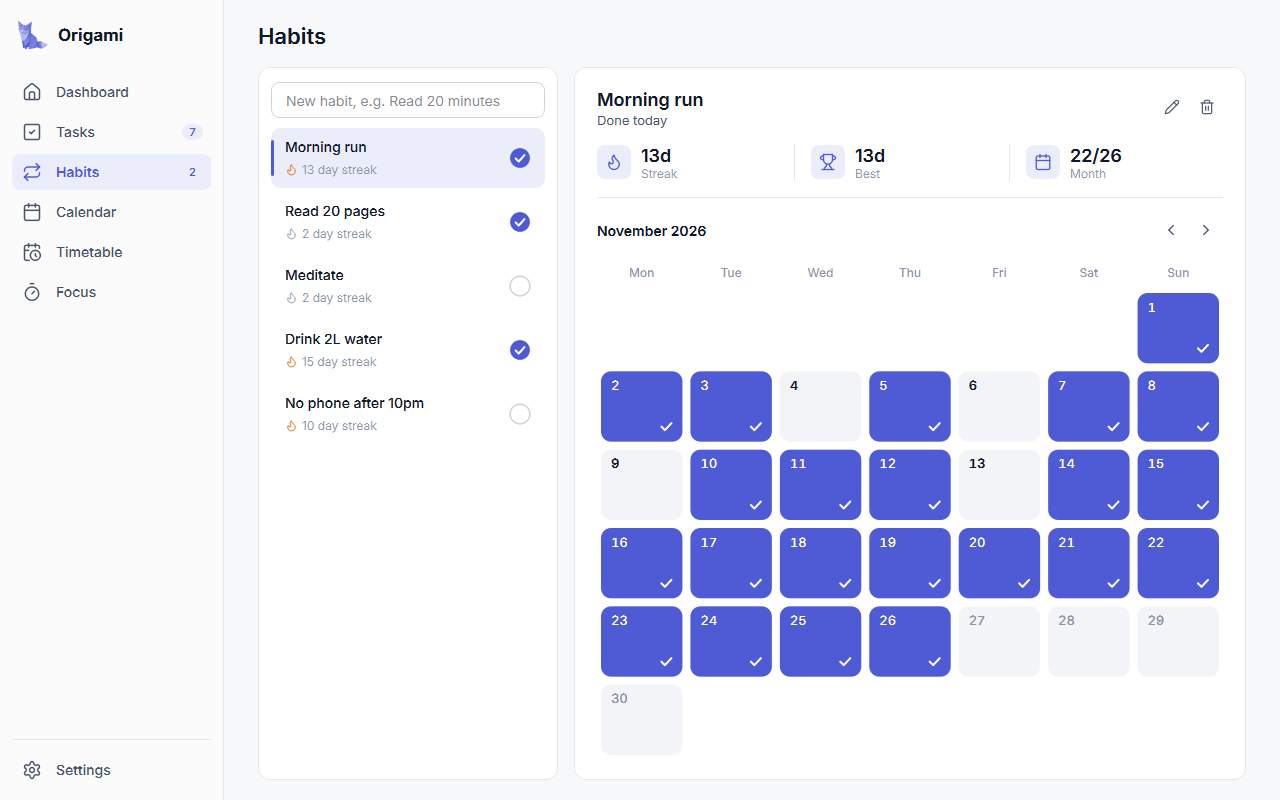 Origami
Dashboard
Tasks 7
Habits 2
Calendar
Timetable
Focus
Settings
Habits
New habit, e.g. Read 20 minutes
Morning run
13 day streak
Read 20 pages
2 day streak
Meditate
2 day streak
Drink 2L water
15 day streak
No phone after 10pm
10 day streak
Morning run
Done today
13d
Streak
13d
Best
22/26
Month
November 2026
Mon Tue Wed Thu Fri Sat Sun
1
2 3 4 5 6 7 8
9 10 11 12 13 14 15
16 17 18 19 20 21 22
23 24 25 26 27 28 29
30